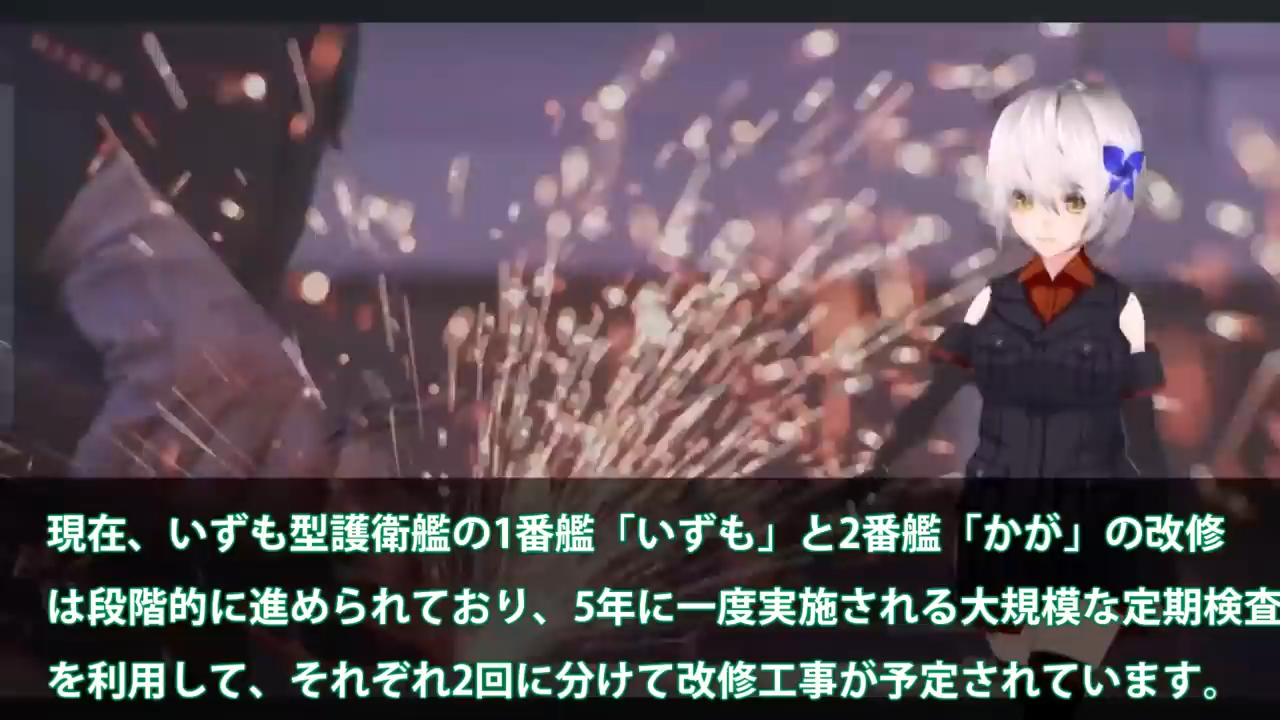 現在、いずも型護衛艦の1番艦「いずも」と2番艦「かが」の改修
は段階的に進められており、5年に一度実施される大規模な定期検査
を利用して、それぞれ2回に分けて改修工事が予定されています。